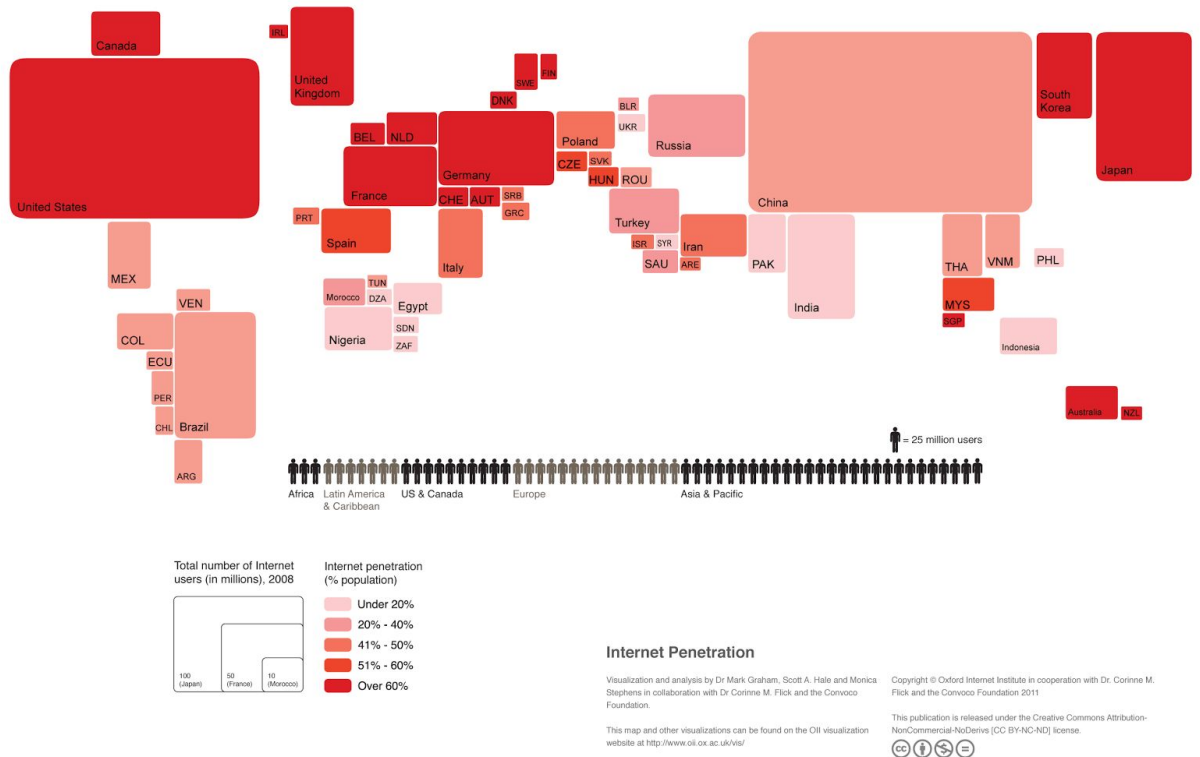 Canada
IRL
United
Kingdom
United States
SWE
FIN
DNK
BEL
NLD
Germany
France
CHE
AUT
Poland
CZE
SVK
HUN
ROU
BLR
UKR
Russia
South
Korea
Japan
China
SRB
GRC
PRT
Spain
Italy
Turkey
ISR
SYR
Iran
SAU
ARE
PAK
India
THA
VNM
PHL
MYS
SGP
Indonesia
MEX
VEN
COL
ECU
PER
CHL
Brazil
ARG
Morocco
TUN
DZA
Egypt
Nigeria
SDN
ZAF
Australia
NZL
= 25 million users
Africa
Latin America
& Caribbean
US & Canada
Europe
Asia & Pacific
Total number of Internet
users (in millions), 2008
100
(Japan)
50
(France)
10
(Morocco)
Internet penetration
(% population)
Under 20%
20% - 40%
41% - 50%
51% - 60%
Over 60%
Internet Penetration
Visualization and analysis by Dr Mark Graham, Scott A. Hale and Monica
Stephens in collaboration with Dr Corinne M. Flick and the Convoco
Foundation.
This map and other visualizations can be found on the OII visualization
website at http://www.oii.ox.ac.uk/vis/
Copyright © Oxford Internet Institute in cooperation with Dr. Corinne M.
Flick and the Convoco Foundation 2011
This publication is released under the Creative Commons Attribution-
NonCommercial-NoDerivs [CC BY-NC-ND] license.
cc